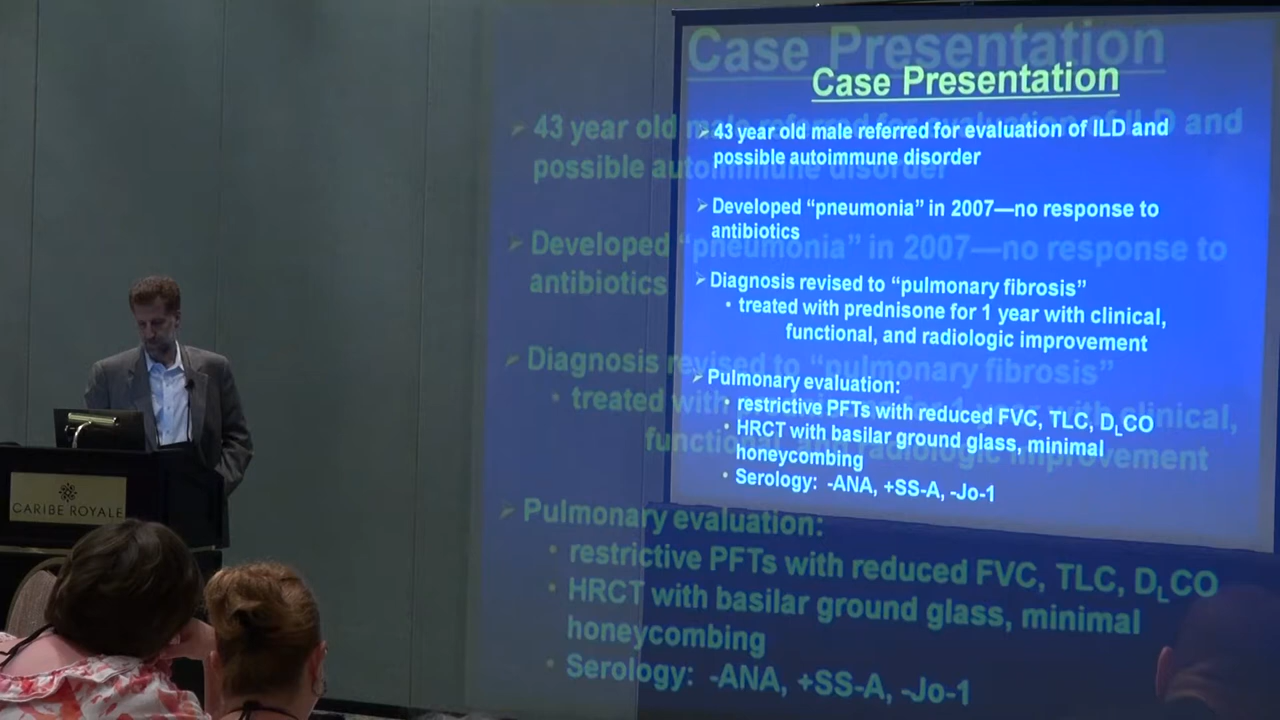 Case Presentation
43 year old male referred for evaluation of ILD and
possible autoimmune disorder
Developed “pneumonia” in 2007—no response to
antibiotics
Diagnosis revised to “pulmonary fibrosis”
treated with prednisone for 1 year with clinical,
functional, and radiologic improvement
Pulmonary evaluation:
restrictive PFTs with reduced FVC, TLC, DLCO
HRCT with basilar ground glass, minimal
honeycombing
Serology: -ANA, +SS-A, -Jo-1
CARIBE ROYALE